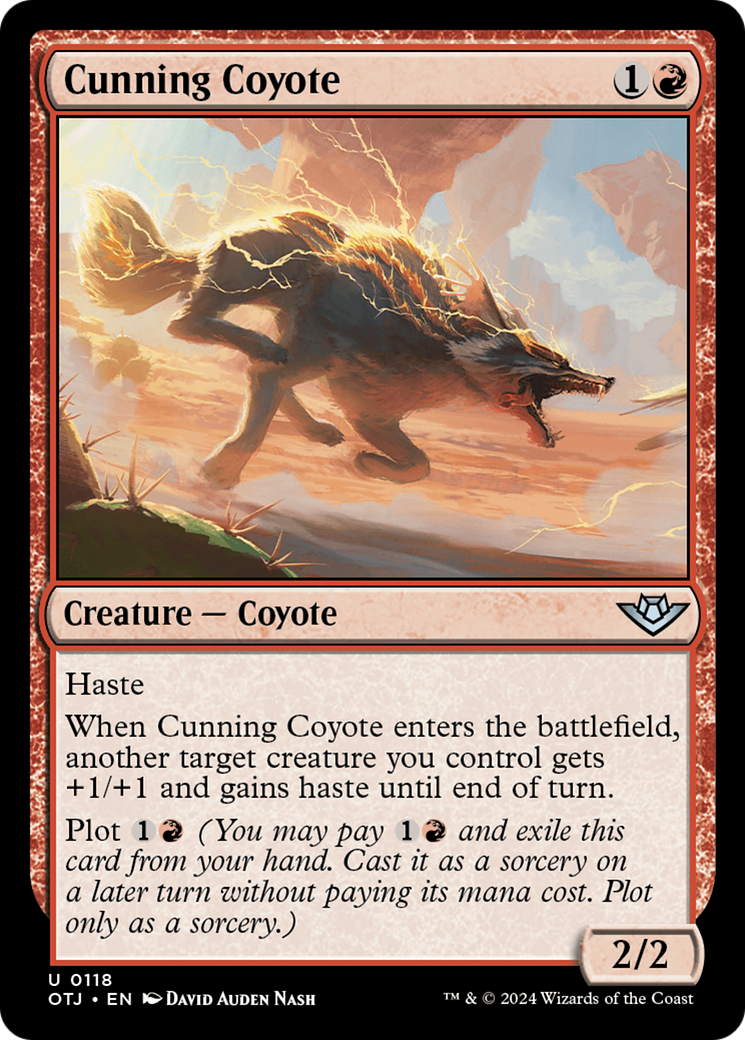 Cunning Coyote 1
Creature — Coyote
Haste
When Cunning Coyote enters the battlefield,
another target creature you control gets
+1/+1 and gains haste until end of turn.
Plot 1 (You may pay 1 and exile this
card from your hand. Cast it as a sorcery on
a later turn without paying its mana cost. Plot
only as a sorcery.)
2/2
U 0118
OTJ • EN David Auden Nash
™ & © 2024 Wizards of the Coast